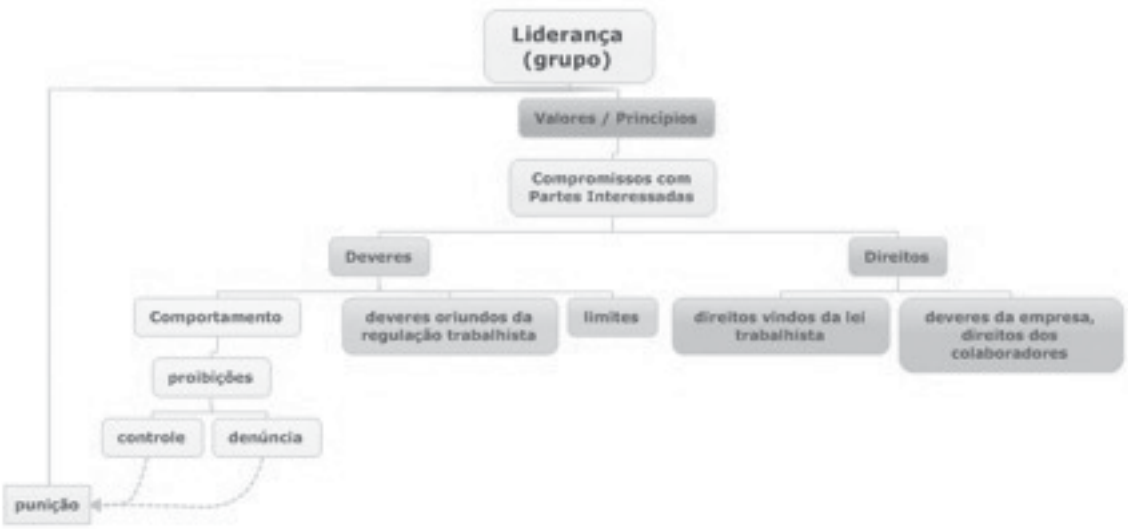 Liderança
(grupo)
Valores / Princípios
Compromissos com
Partes Interessadas
Deveres
Direitos
Comportamento
deveres oriundos da
regulação trabalhista
limites
direitos vindos da lei
trabalhista
deveres da empresa,
direitos dos
colaboradores
proibições
controle
denúncia
punição